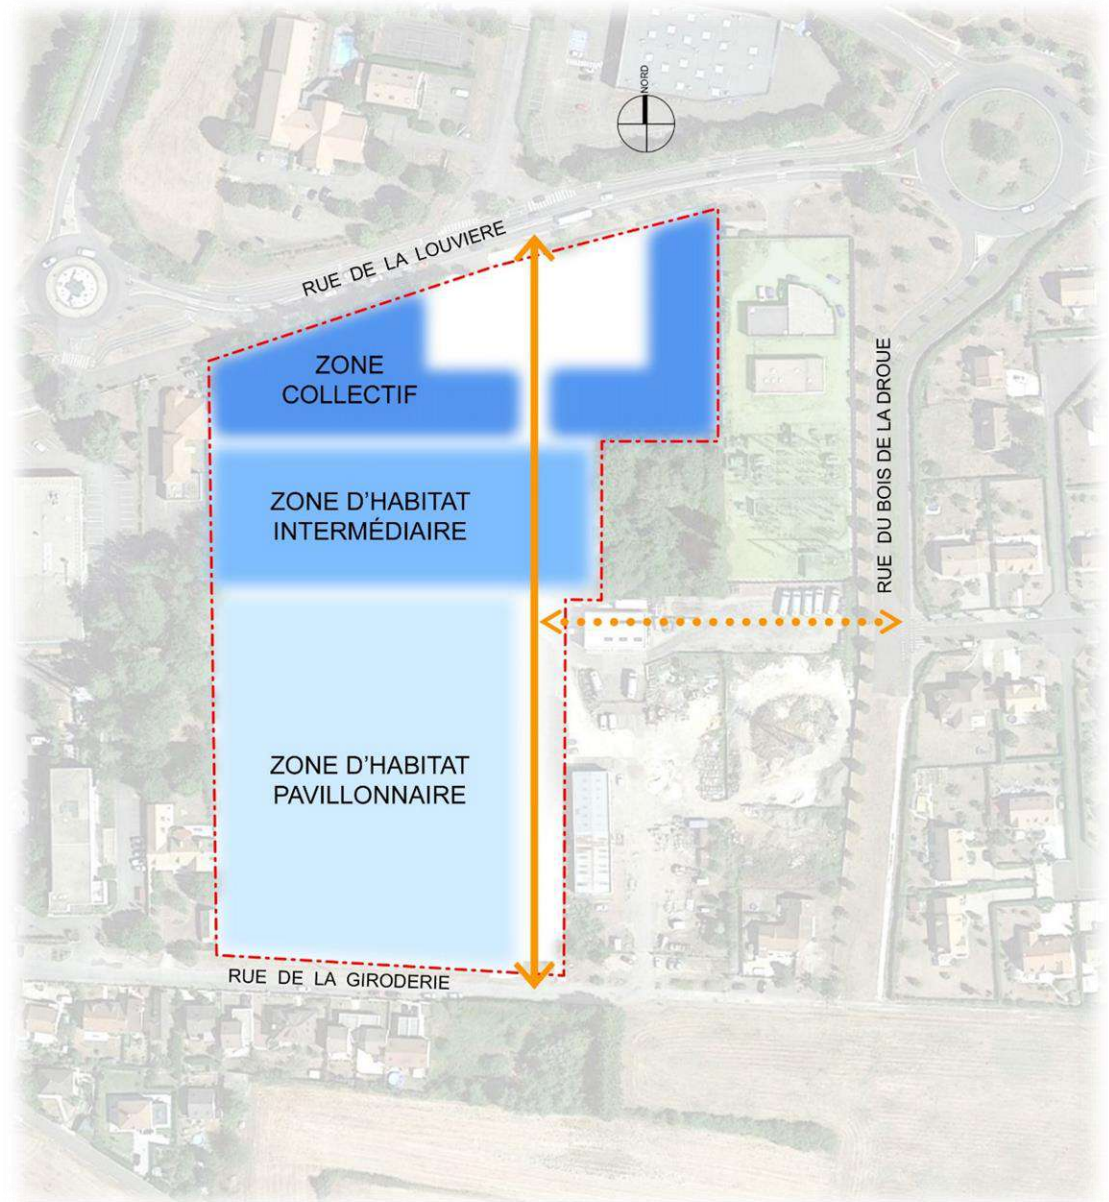 NORD
RUE DE LA LOUVIERE
ZONE
COLLECTIF
RUE DU BOIS DE LA DROUE
ZONE D'HABITAT
INTERMÉDIAIRE
ZONE D'HABITAT
PAVILLONNAIRE
RUE DE LA GIRODERIE